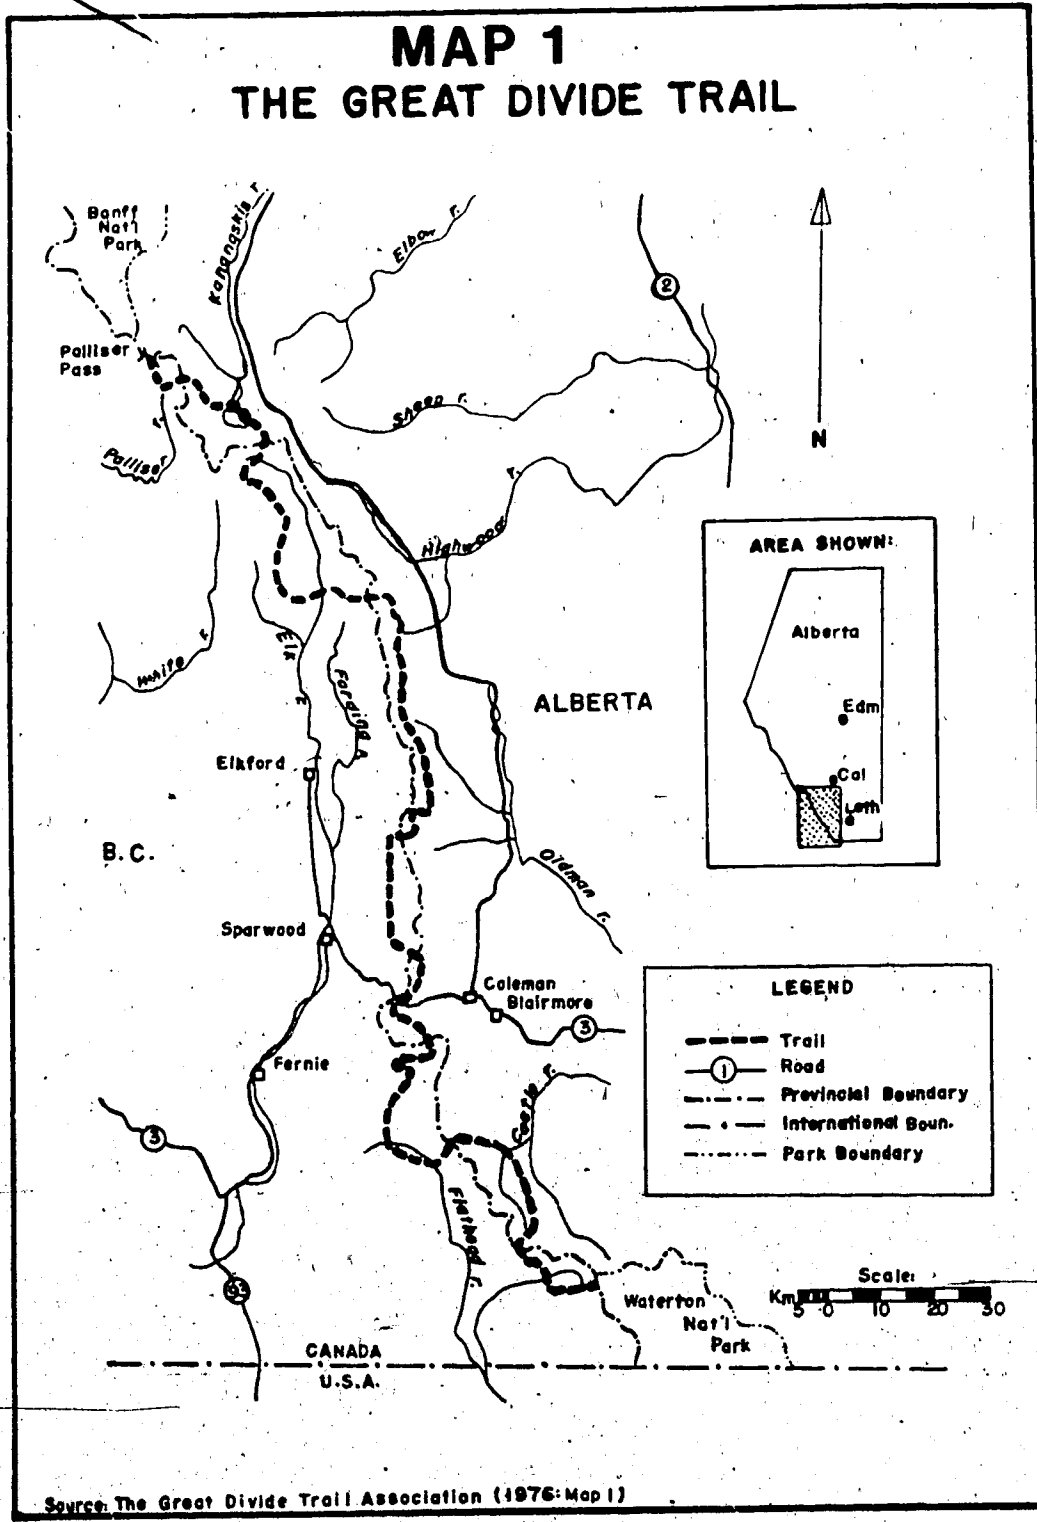 MAP 1
THE GREAT DIVIDE TRAIL
Banff
Nat'l
Park
Kananaskis r.
Elbow r.
2
Palliser
Pass
Sheep r.
N
Palliser r.
Highwood r.
AREA SHOWN:
Alberta
Edm
Cal
Leth
White r.
Elk
Fording R.
ALBERTA
Elkford
B.C.
Oldman r.
Sparwood
Coleman
Blairmore
3
Fernie
LEGEND
Trail
1
Road
Provincial Boundary
International Boun.
Park Boundary
3
Flathead r.
93
Scale:
Km
5 0 10 20 30
Waterton
Nat'l
Park
CANADA
U.S.A.
Source: The Great Divide Trail Association (1976: Map 1)